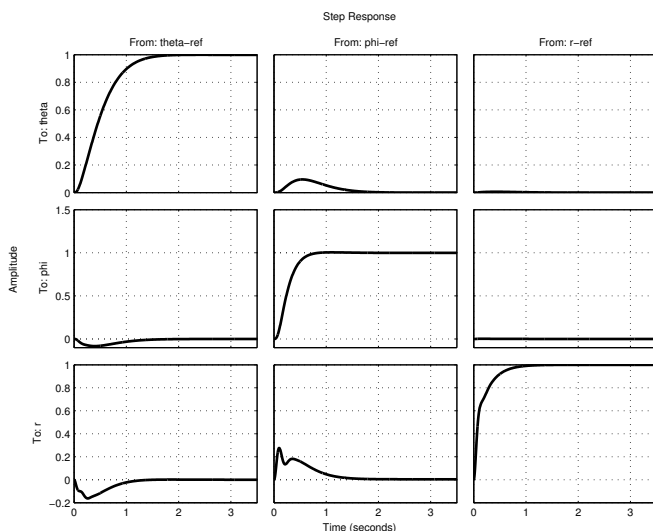 Step Response
From: theta-ref
From: phi-ref
From: r-ref
Amplitude
To: theta
1
0.8
0.6
0.4
0.2
0
To: phi
1.5
1
0.5
0
To: r
1
0.8
0.6
0.4
0.2
0
−0.2
0 1 2 3
0 1 2 3
0 1 2 3
Time (seconds)